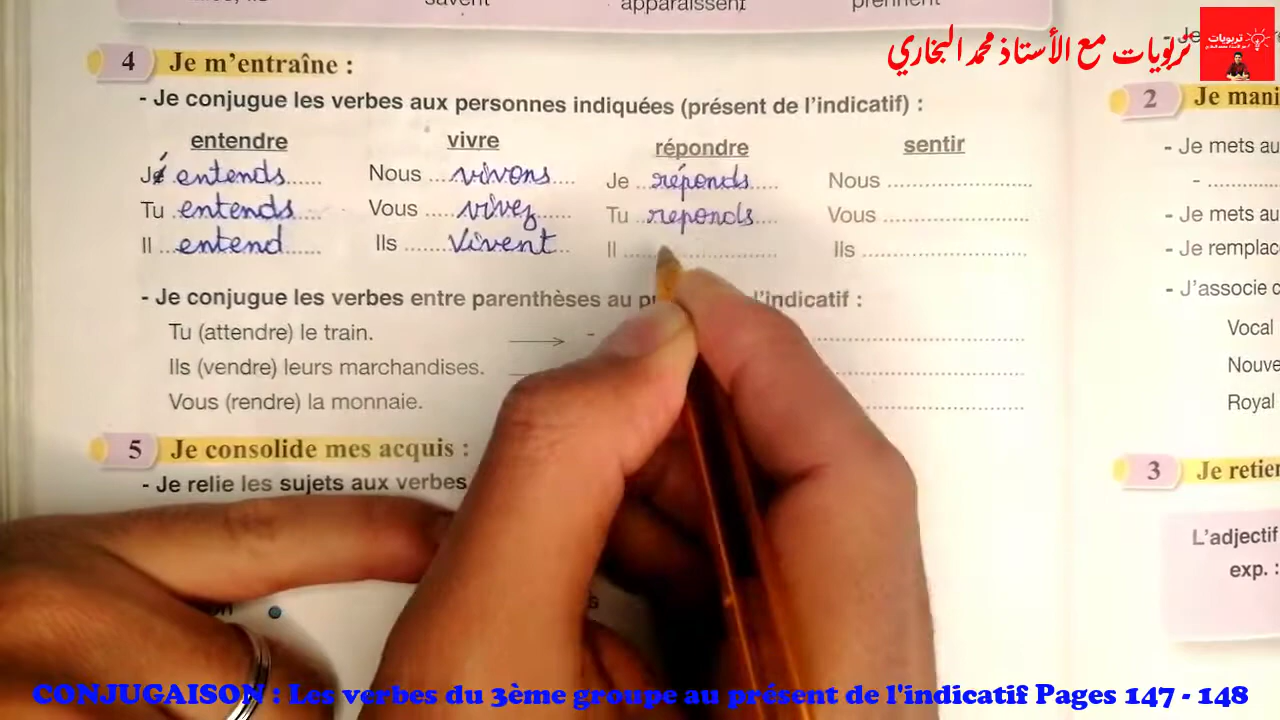 savent
apparaissent
prennent
تربويات مع الأستاذ محمد البخاري
تربويات
4 Je m'entraîne :
- Je conjugue les verbes aux personnes indiquées (présent de l'indicatif) :
entendre vivre répondre sentir
J' entends Nous vivons Je réponds Nous
Tu entends Vous vivez Tu reponds Vous
Il entend Ils Vivent Il Ils
- Je conjugue les verbes entre parenthèses au l'indicatif :
Tu (attendre) le train.
Ils (vendre) leurs marchandises.
Vous (rendre) la monnaie.
5 Je consolide mes acquis :
- Je relie les sujets aux verbes
2 Je mani
- Je mets au
-
- Je mets au
- Je remplac
- J'associe
Vocal
Nouve
Royal
3 Je retien
L'adjectif
exp. :
CONJUGAISON : Les verbes du 3ème groupe au présent de l'indicatif Pages 147 - 148